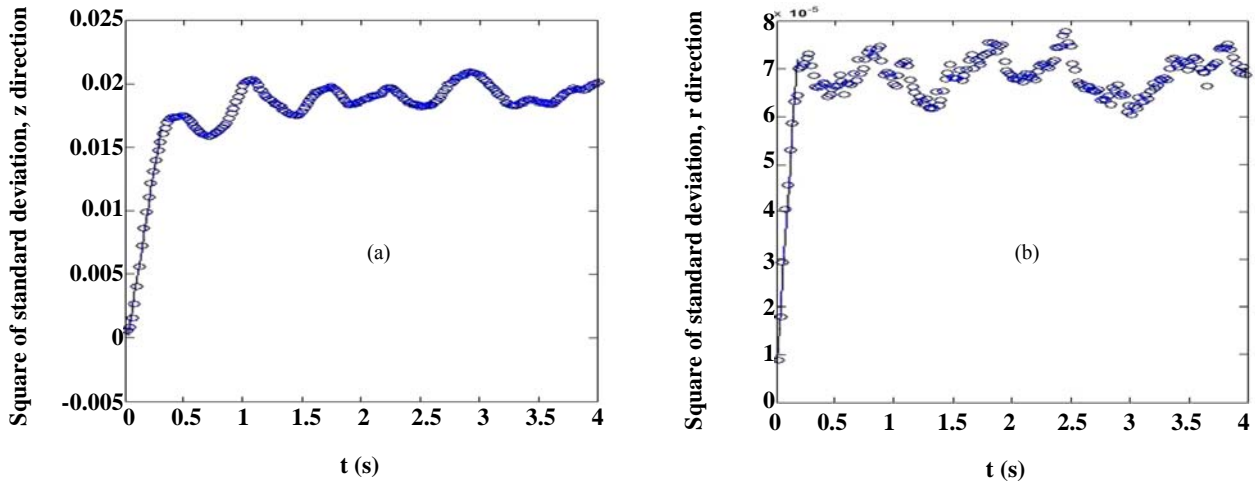 Square of standard deviation, z direction
0.025
0.02
0.015
0.01
0.005
0
-0.005
0 0.5 1 1.5 2 2.5 3 3.5 4
t (s)
(a)
Square of standard deviation, r direction
× 10⁻⁵
8
7
6
5
4
3
2
1
0
0 0.5 1 1.5 2 2.5 3 3.5 4
t (s)
(b)